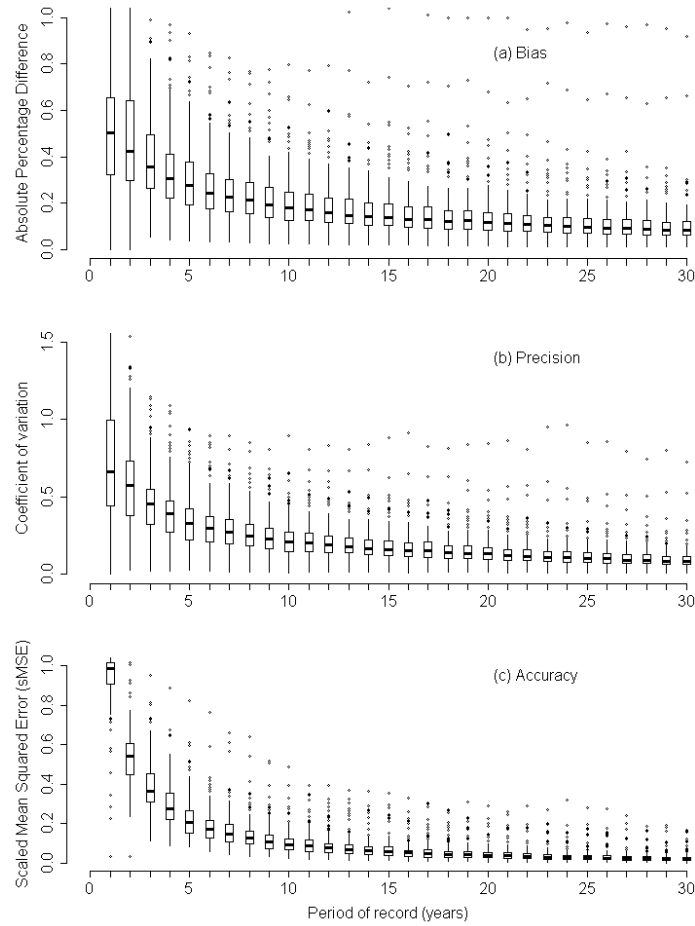 (a) Bias
Absolute Percentage Difference
0.0 0.2 0.4 0.6 0.8 1.0
0 5 10 15 20 25 30
(b) Precision
Coefficient of variation
0.0 0.5 1.0 1.5
0 5 10 15 20 25 30
(c) Accuracy
Scaled Mean Squared Error (sMSE)
0.0 0.2 0.4 0.6 0.8 1.0
0 5 10 15 20 25 30
Period of record (years)